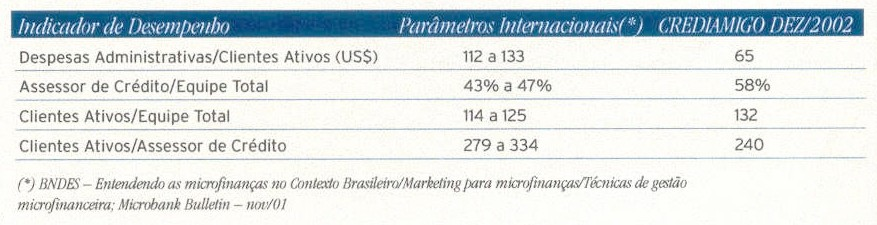 Indicador de Desempenho Parâmetros Internacionais(*) CREDIAMIGO DEZ/2002
Despesas Administrativas/Clientes Ativos (US$) 112 a 133 65
Assessor de Crédito/Equipe Total 43% a 47% 58%
Clientes Ativos/Equipe Total 114 a 125 132
Clientes Ativos/Assessor de Crédito 279 a 334 240
(*) BNDES – Entendendo as microfinanças no Contexto Brasileiro/Marketing para microfinanças/Técnicas de gestão
microfinanceira; Microbank Bulletin – nov/01